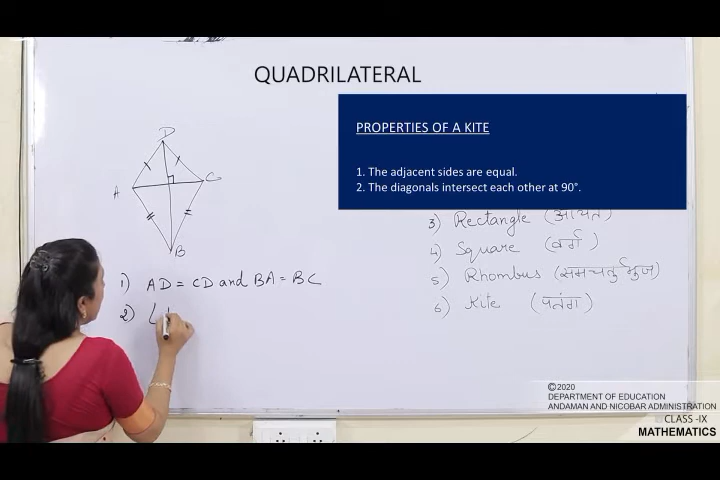 QUADRILATERAL
PROPERTIES OF A KITE
1. The adjacent sides are equal.
2. The diagonals intersect each other at 90°.
D
A
C
B
3) Rectangle (आयत)
4) Square (वर्ग)
5) Rhombus (समचतुर्भुज)
6) Kite (पतंग)
1) AD = CD and BA = BC
2)
©2020
DEPARTMENT OF EDUCATION
ANDAMAN AND NICOBAR ADMINISTRATION
CLASS -IX
MATHEMATICS